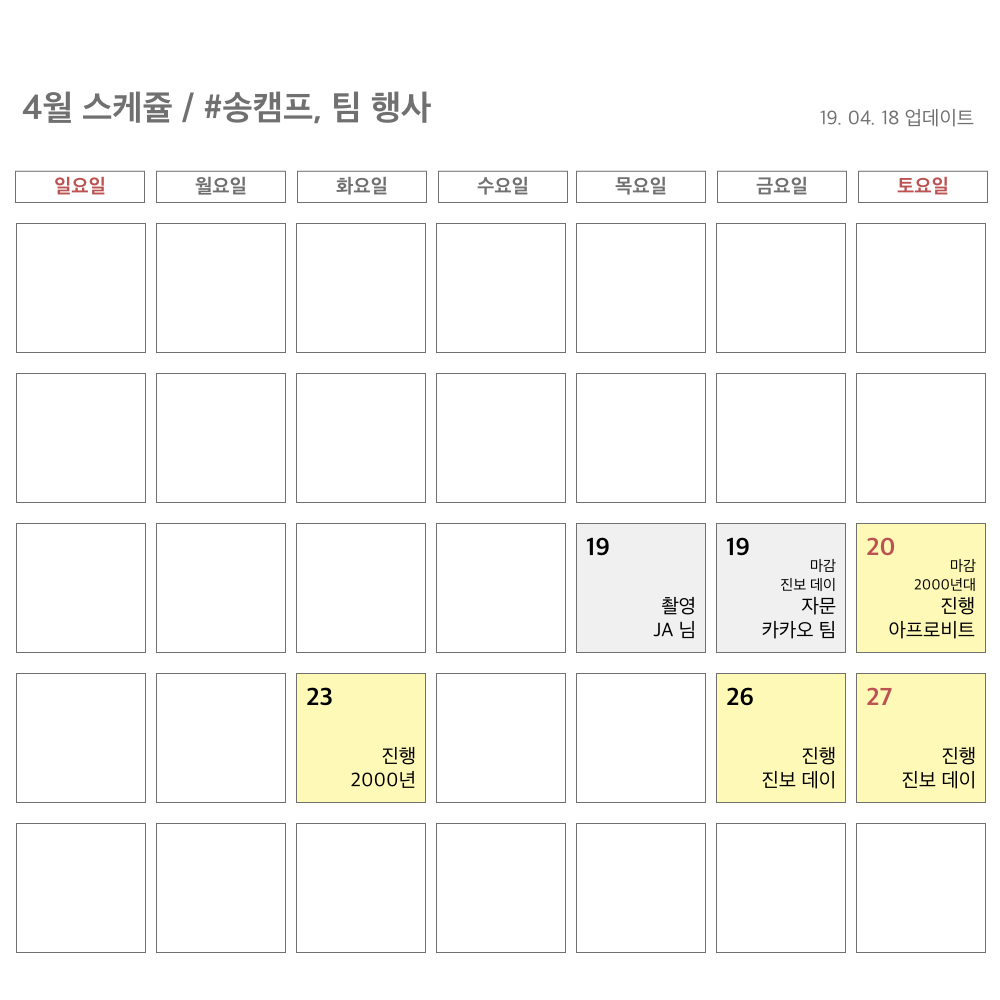 4월 스케쥴 / #송캠프, 팀 행사
19. 04. 18 업데이트
일요일 월요일 화요일 수요일 목요일 금요일 토요일
19
촬영
JA 님
19
마감
진보 데이
자문
카카오 팀
20
마감
2000년대
진행
아프로비트
23
진행
2000년
26
진행
진보 데이
27
진행
진보 데이